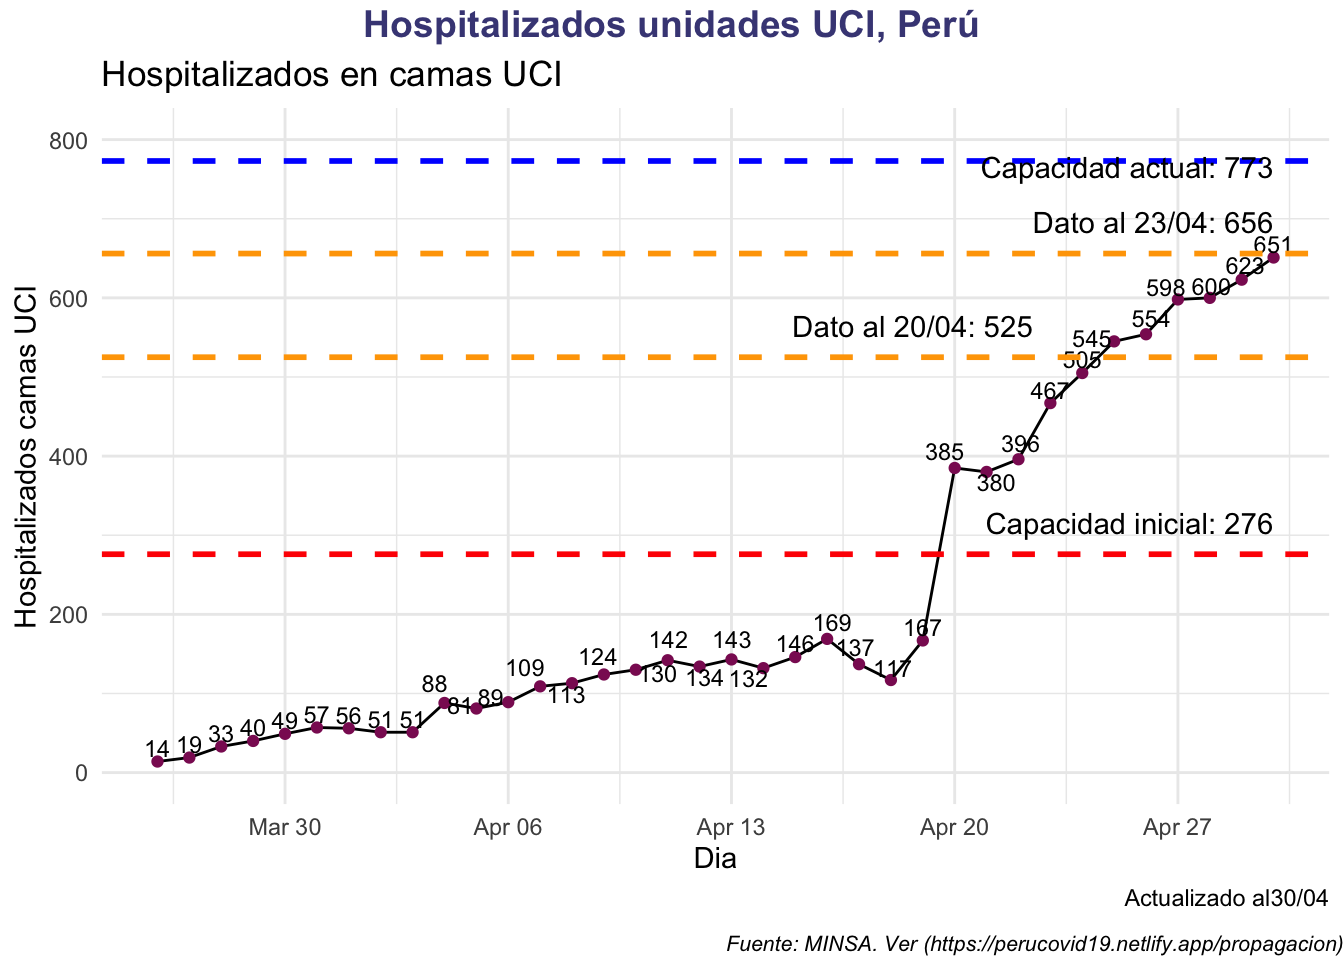 Hospitalizados unidades UCI, Perú
Hospitalizados en camas UCI
800
Capacidad actual: 773
Dato al 23/04: 656
651
623
598 600
600
554
Dato al 20/04: 525
545
505
467
Hospitalizados camas UCI
400
385
396
380
Capacidad inicial: 276
200
169
167
142
143
146
137
124
117
109
130
134
132
113
88
81
89
57
56
51
51
49
40
33
19
14
0
Mar 30
Apr 06
Apr 13
Apr 20
Apr 27
Dia
Actualizado al30/04
Fuente: MINSA. Ver (https://perucovid19.netlify.app/propagacion)